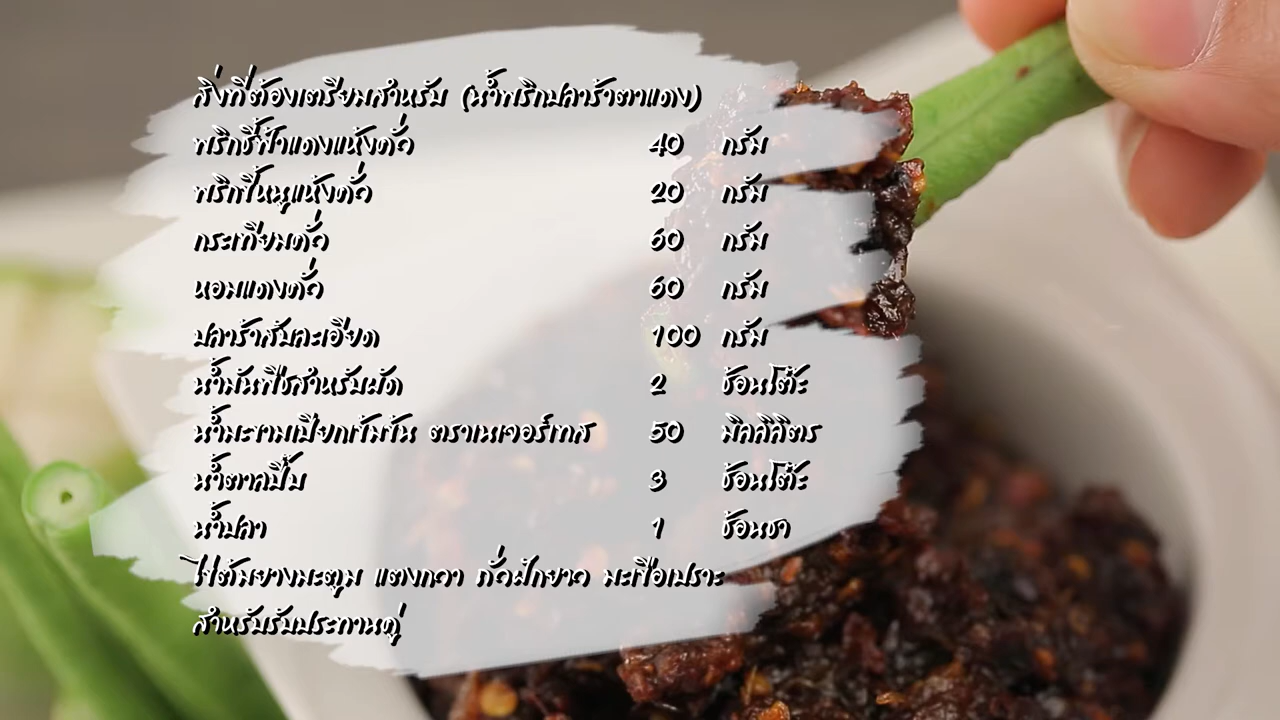 สิ่งที่ต้องเตรียมสำหรับ (น้ำพริกปลาร้าตาแดง)
พริกชี้ฟ้าแดงแห้งคั่ว 40 กรัม
พริกขี้หนูแห้งคั่ว 20 กรัม
กระเทียมคั่ว 60 กรัม
หอมแดงคั่ว 60 กรัม
ปลาร้าสับละเอียด 100 กรัม
น้ำมันพืชสำหรับผัด 2 ช้อนโต๊ะ
น้ำมะขามเปียกเข้มข้น ตราเนเจอร์เทส 50 มิลลิลิตร
น้ำตาลปี๊บ 3 ช้อนโต๊ะ
น้ำปลา 1 ช้อนชา
ไข่ต้มยางมะตูม แตงกวา ถั่วฝักยาว มะเขือเปราะ
สำหรับรับประทานคู่